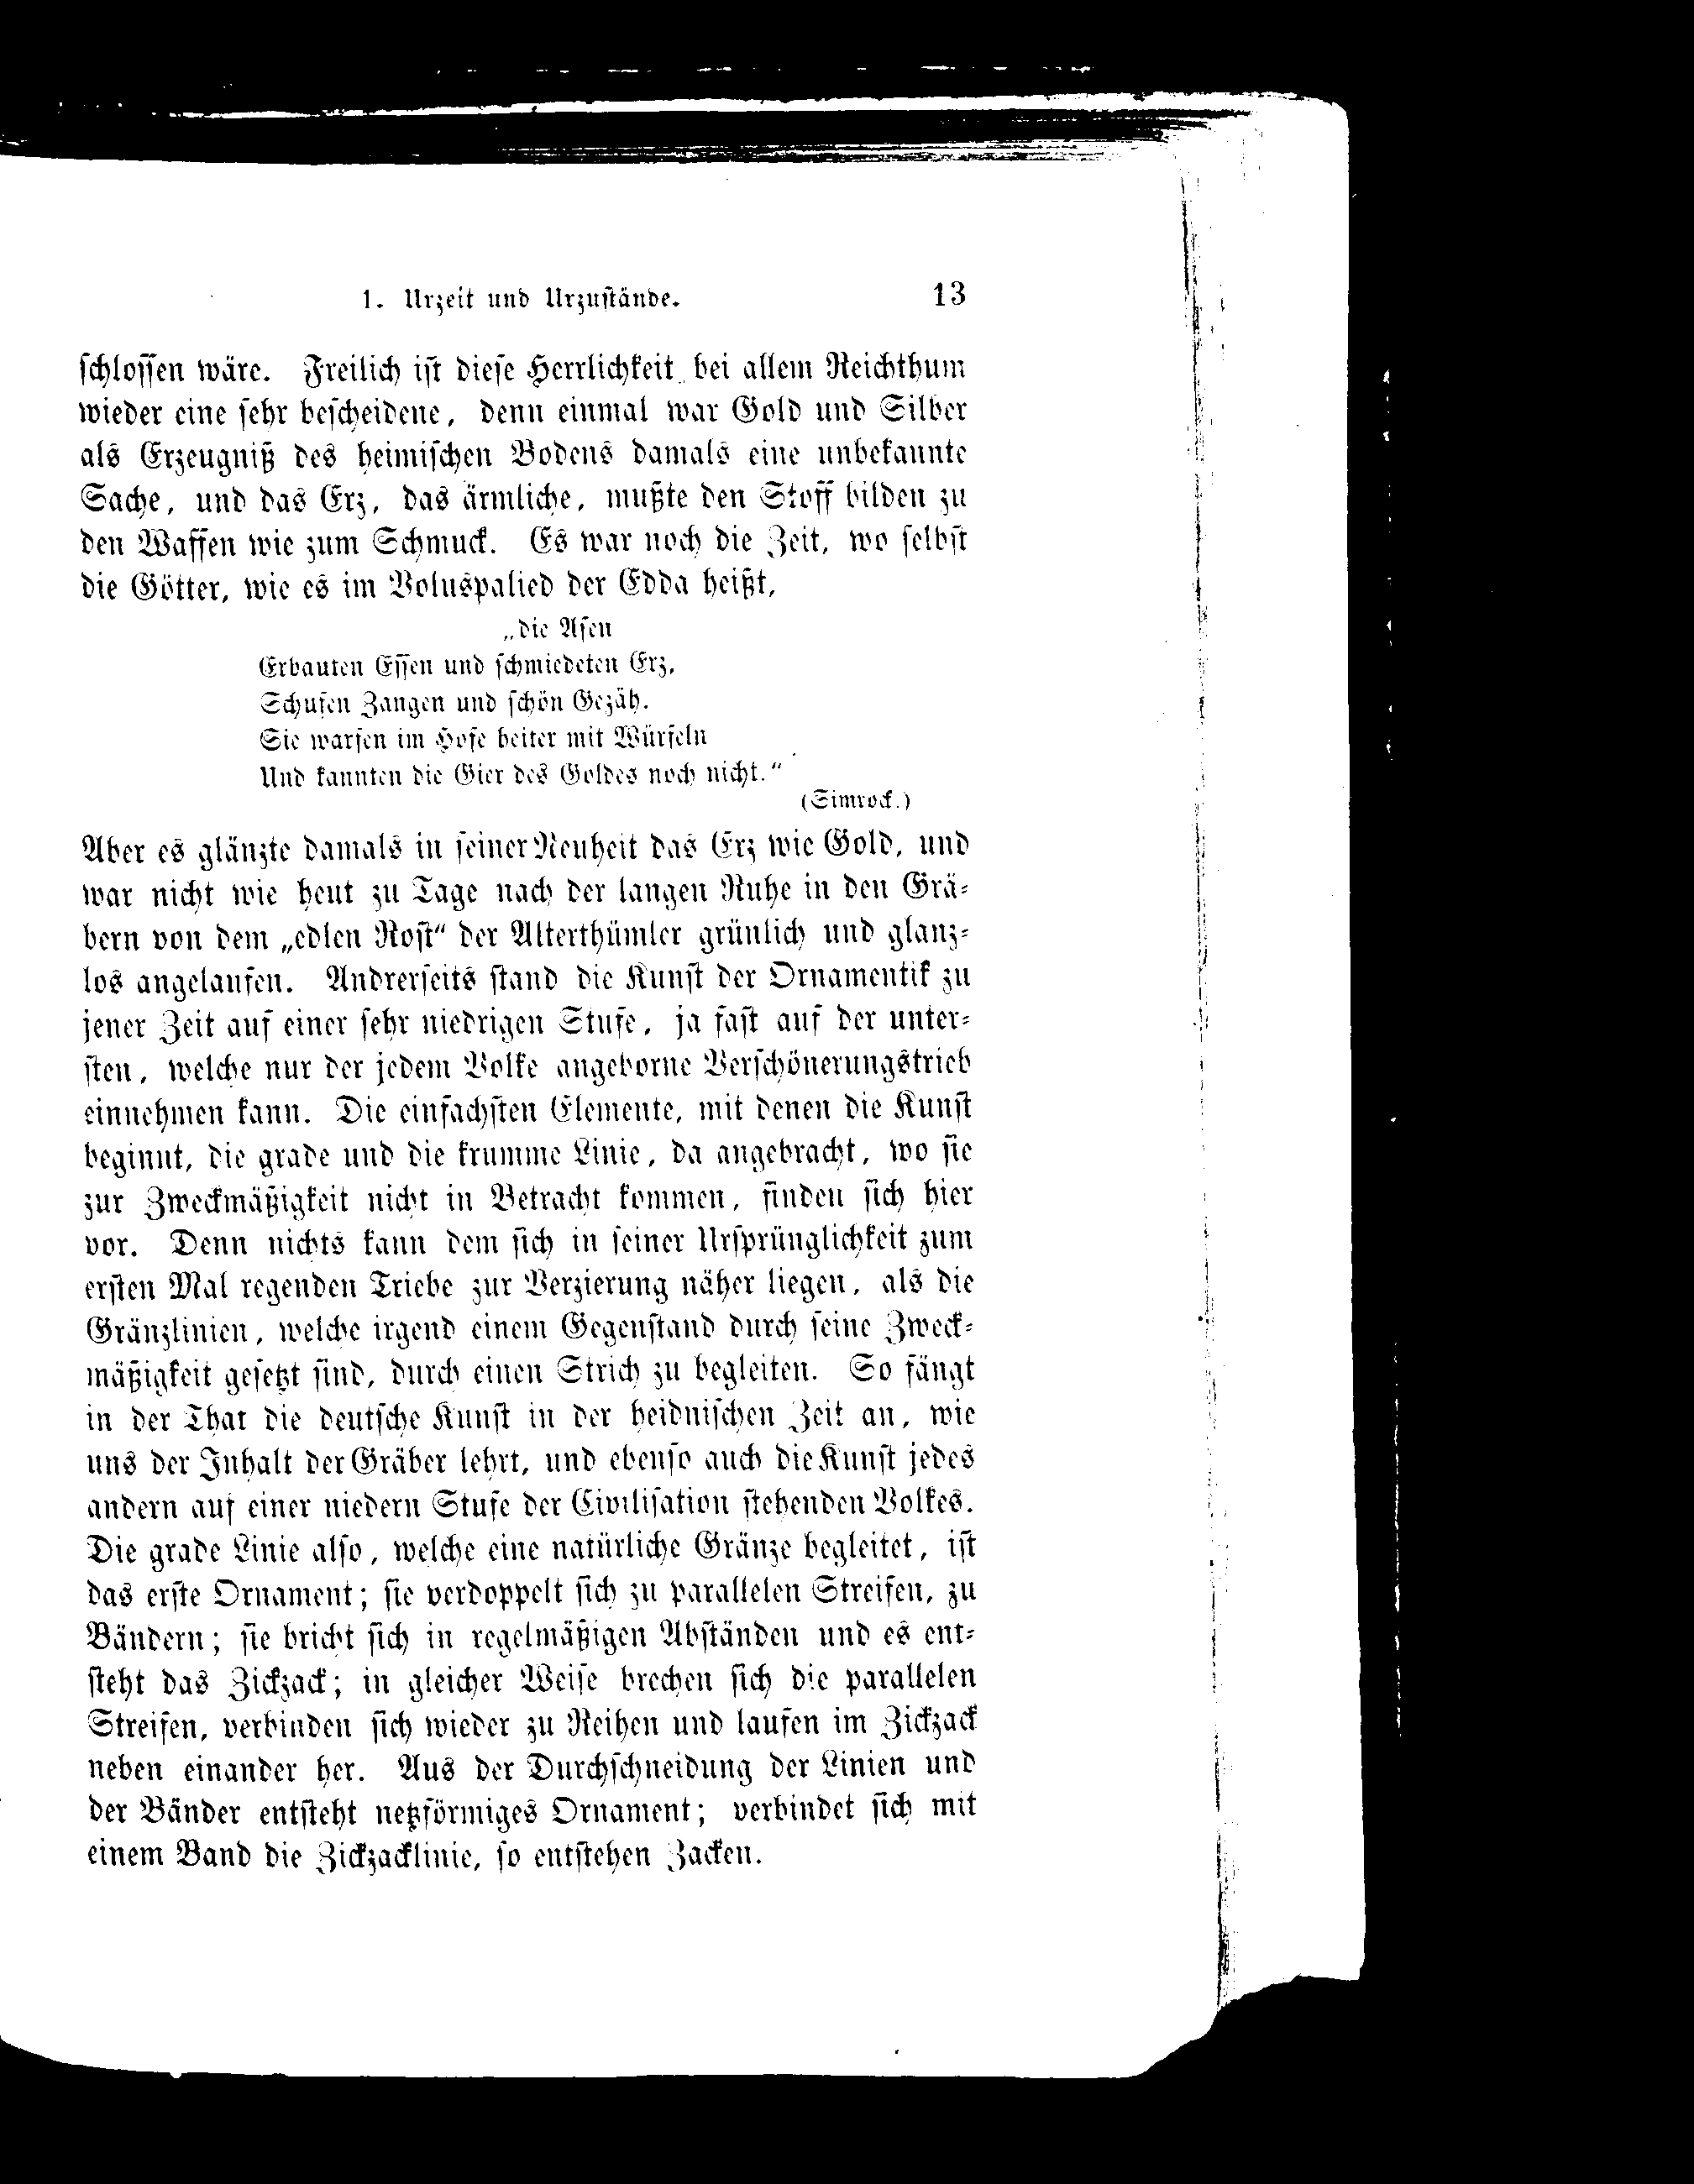 1. Urzeit und Urzustände. 13
ſchloſſen wäre. Freilich iſt dieſe Herrlichkeit bei allem Reichthum
wieder eine ſehr beſcheidene, denn einmal war Gold und Silber
als Erzeugniß des heimiſchen Bodens damals eine unbekannte
Sache, und das Erz, das ärmliche, mußte den Stoff bilden zu
den Waffen wie zum Schmuck. Es war noch die Zeit, wo ſelbſt
die Götter, wie es im Voluspalied der Edda heißt,
„die Aſen
Erbauten Eſſen und ſchmiedeten Erz,
Schufen Zangen und ſchön Gezäh.
Sie warfen im Hofe heiter mit Würfeln
Und kannten die Gier des Goldes noch nicht.“
(Simrock.)
Aber es glänzte damals in ſeiner Neuheit das Erz wie Gold, und
war nicht wie heut zu Tage nach der langen Ruhe in den Grä-
bern von dem „edlen Roſt“ der Alterthümler grünlich und glanz-
los angelaufen. Andrerſeits ſtand die Kunſt der Ornamentik zu
jener Zeit auf einer ſehr niedrigen Stufe, ja faſt auf der unter-
ſten, welche nur der jedem Volke angeborne Verſchönerungstrieb
einnehmen kann. Die einfachſten Elemente, mit denen die Kunſt
beginnt, die grade und die krumme Linie, da angebracht, wo ſie
zur Zweckmäßigkeit nicht in Betracht kommen, finden ſich hier
vor. Denn nichts kann dem ſich in ſeiner Urſprünglichkeit zum
erſten Mal regenden Triebe zur Verzierung näher liegen, als die
Gränzlinien, welche irgend einem Gegenſtand durch ſeine Zweck-
mäßigkeit geſetzt ſind, durch einen Strich zu begleiten. So fängt
in der That die deutſche Kunſt in der heidniſchen Zeit an, wie
uns der Inhalt der Gräber lehrt, und ebenſo auch die Kunſt jedes
andern auf einer niedern Stufe der Civiliſation ſtehenden Volkes.
Die grade Linie alſo, welche eine natürliche Gränze begleitet, iſt
das erſte Ornament; ſie verdoppelt ſich zu parallelen Streifen, zu
Bändern; ſie bricht ſich in regelmäßigen Abſtänden und es ent-
ſteht das Zickzack; in gleicher Weiſe brechen ſich die parallelen
Streifen, verbinden ſich wieder zu Reihen und laufen im Zickzack
neben einander her. Aus der Durchſchneidung der Linien und
der Bänder entſteht netzförmiges Ornament; verbindet ſich mit
einem Band die Zickzacklinie, ſo entſtehen Zacken.